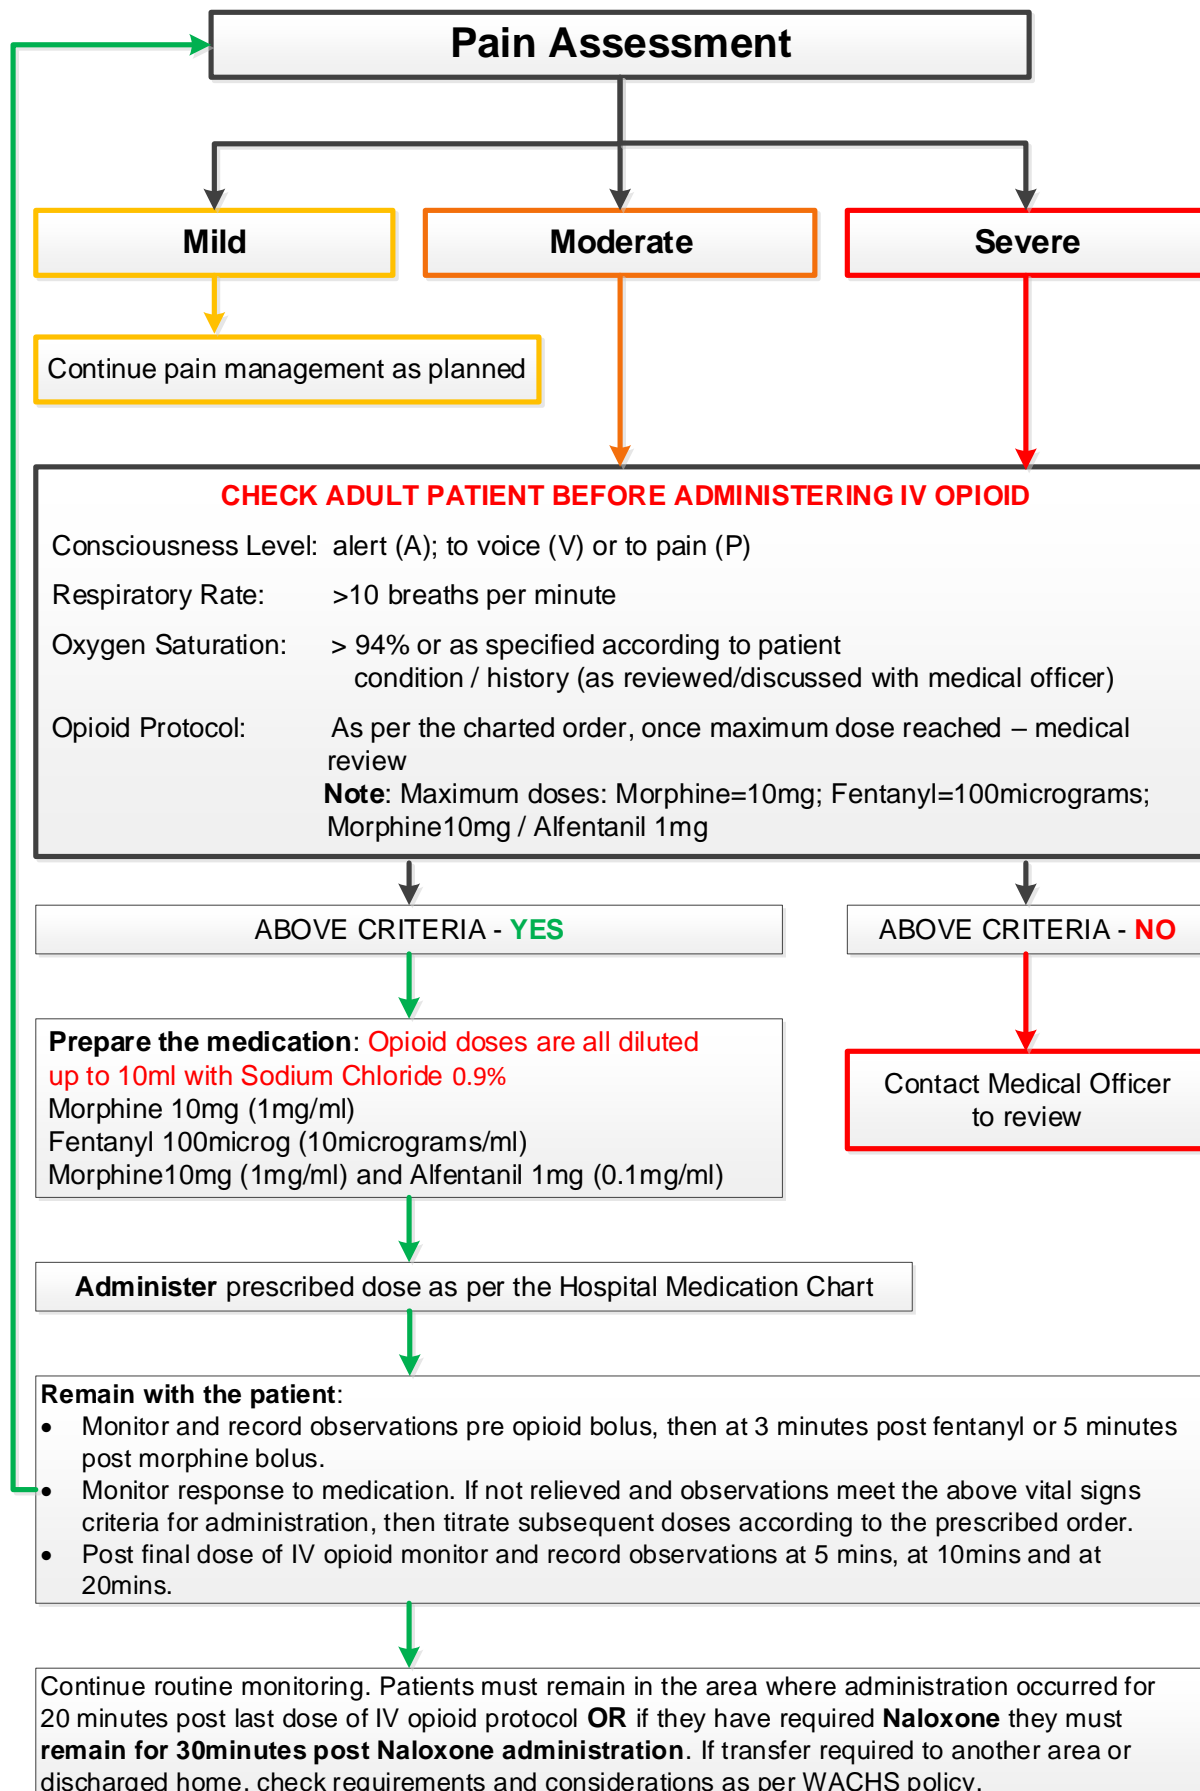 Pain Assessment
Mild
Moderate
Severe
Continue pain management as planned
CHECK ADULT PATIENT BEFORE ADMINISTERING IV OPIOID
Consciousness Level: alert (A); to voice (V) or to pain (P)
Respiratory Rate: >10 breaths per minute
Oxygen Saturation: > 94% or as specified according to patient
condition / history (as reviewed/discussed with medical officer)
Opioid Protocol: As per the charted order, once maximum dose reached – medical
review
Note: Maximum doses: Morphine=10mg; Fentanyl=100micrograms;
Morphine10mg / Alfentanil 1mg
ABOVE CRITERIA - YES
ABOVE CRITERIA - NO
Prepare the medication: Opioid doses are all diluted
up to 10ml with Sodium Chloride 0.9%
Morphine 10mg (1mg/ml)
Fentanyl 100microg (10micrograms/ml)
Morphine10mg (1mg/ml) and Alfentanil 1mg (0.1mg/ml)
Contact Medical Officer
to review
Administer prescribed dose as per the Hospital Medication Chart
Remain with the patient:
• Monitor and record observations pre opioid bolus, then at 3 minutes post fentanyl or 5 minutes
post morphine bolus.
• Monitor response to medication. If not relieved and observations meet the above vital signs
criteria for administration, then titrate subsequent doses according to the prescribed order.
• Post final dose of IV opioid monitor and record observations at 5 mins, at 10mins and at
20mins.
Continue routine monitoring. Patients must remain in the area where administration occurred for
20 minutes post last dose of IV opioid protocol OR if they have required Naloxone they must
remain for 30minutes post Naloxone administration. If transfer required to another area or
discharged home, check requirements and considerations as per WACHS policy.